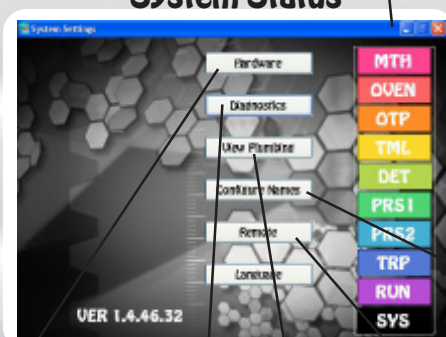 System Status
System Settings
Hardware
Diagnostics
View Plumbing
Configure Names
Remote
Language
MTH
OVEN
OTP
TML
DET
PRS1
PRS2
TRP
RUN
SYS
VER 1.4.46.32